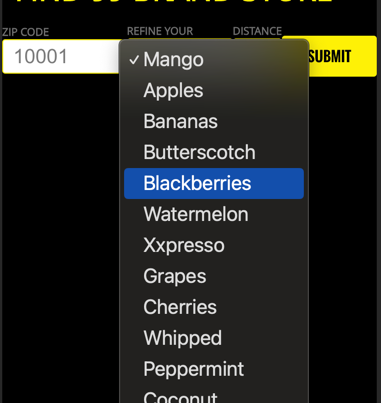 ZIP CODE
REFINE YOUR
DISTANCE
10001
SUBMIT
✓ Mango
Apples
Bananas
Butterscotch
Blackberries
Watermelon
Xxpresso
Grapes
Cherries
Whipped
Peppermint
Coconut